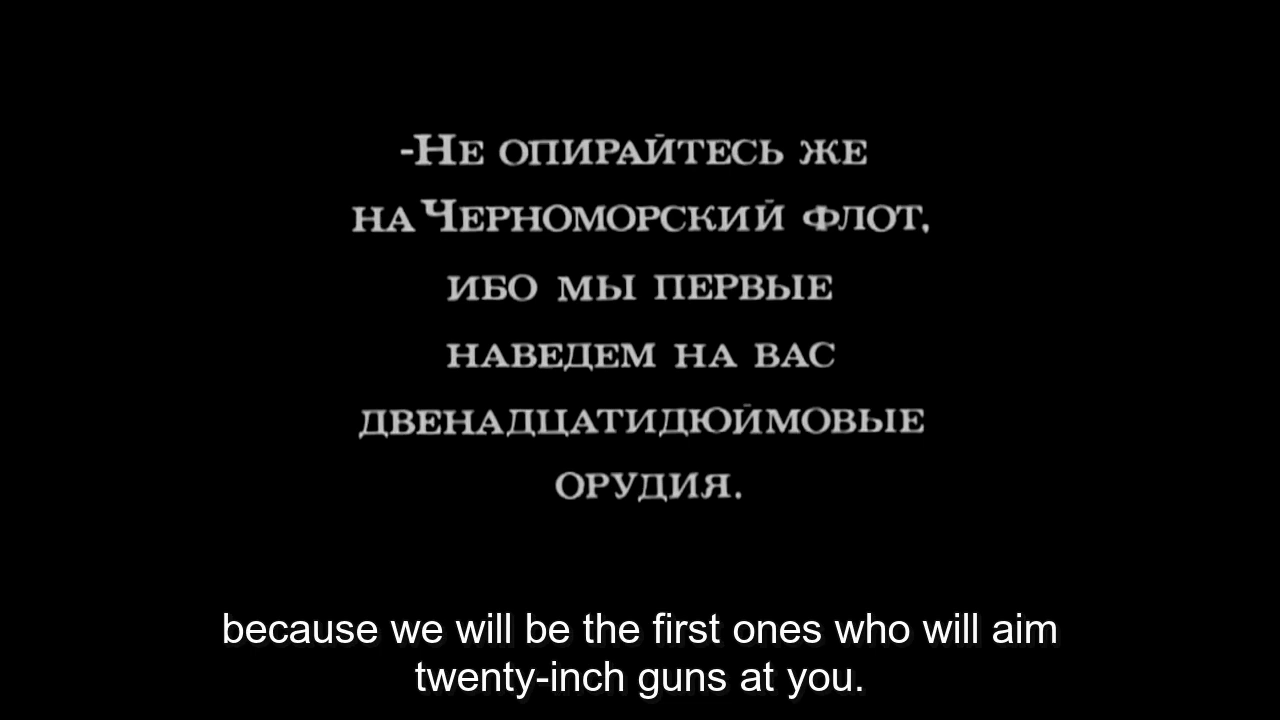 -Не опирайтесь же
на Черноморский флот,
ибо мы первые
наведем на вас
двенадцатидюймовые
орудия.
because we will be the first ones who will aim
twenty-inch guns at you.